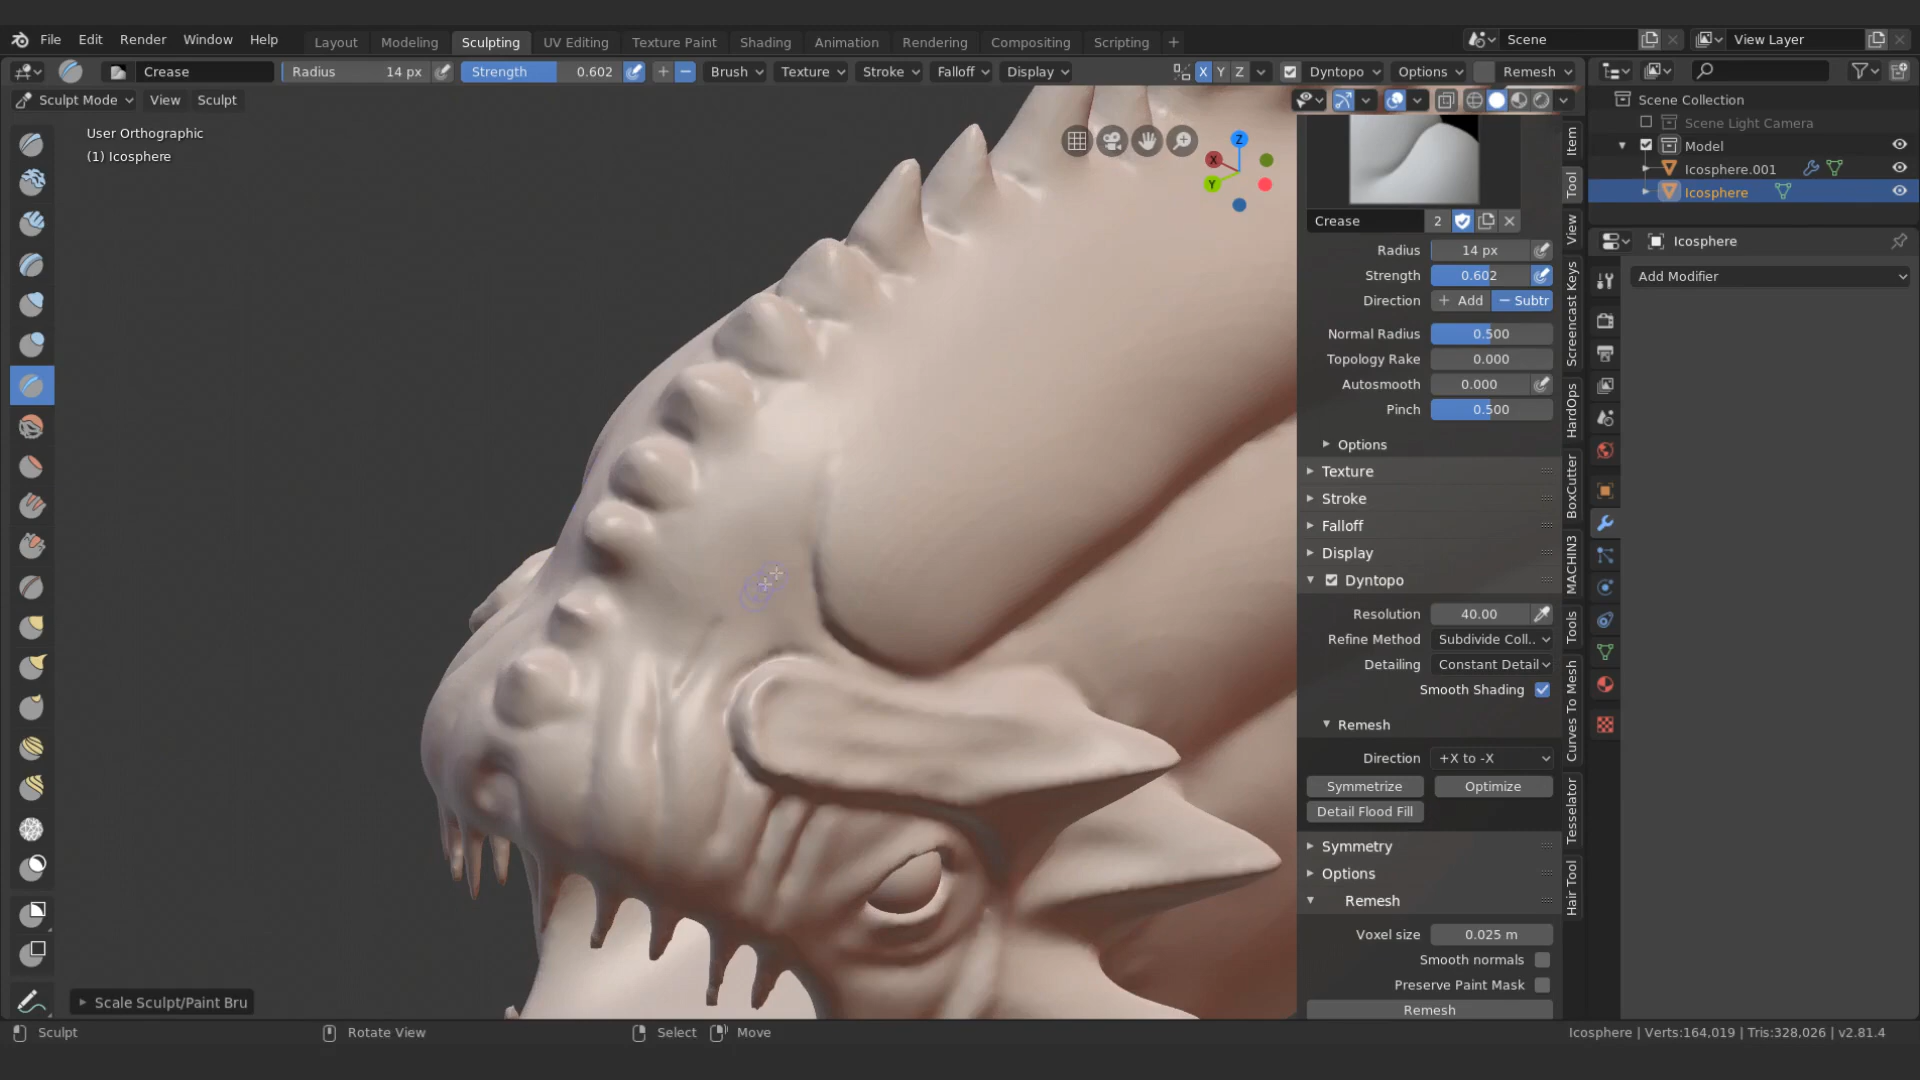 File Edit Render Window Help Layout Modeling Sculpting UV Editing Texture Paint Shading Animation Rendering Compositing Scripting + Scene View Layer
Crease Radius 14 px Strength 0.602 Brush Texture Stroke Falloff Display X Y Z Dyntopo Options Remesh
Sculpt Mode View Sculpt
User Orthographic
(1) Icosphere
Z
X
Y
Scene Collection
Scene Light Camera
Model
Icosphere.001
Icosphere
Icosphere
Add Modifier
Crease 2
Radius 14 px
Strength 0.602
Direction + Add − Subtr
Normal Radius 0.500
Topology Rake 0.000
Autosmooth 0.000
Pinch 0.500
Options
Texture
Stroke
Falloff
Display
Dyntopo
Resolution 40.00
Refine Method Subdivide Coll..
Detailing Constant Detail
Smooth Shading
Remesh
Direction +X to -X
Symmetrize Optimize
Detail Flood Fill
Symmetry
Options
Remesh
Voxel size 0.025 m
Smooth normals
Preserve Paint Mask
Remesh
Item
Tool
View
Screencast Keys
HardOps
BoxCutter
MACHIN3
Tools
Curves To Mesh
Tesselator
Hair Tool
Scale Sculpt/Paint Bru
Sculpt Rotate View Select Move Icosphere | Verts:164,019 | Tris:328,026 | v2.81.4